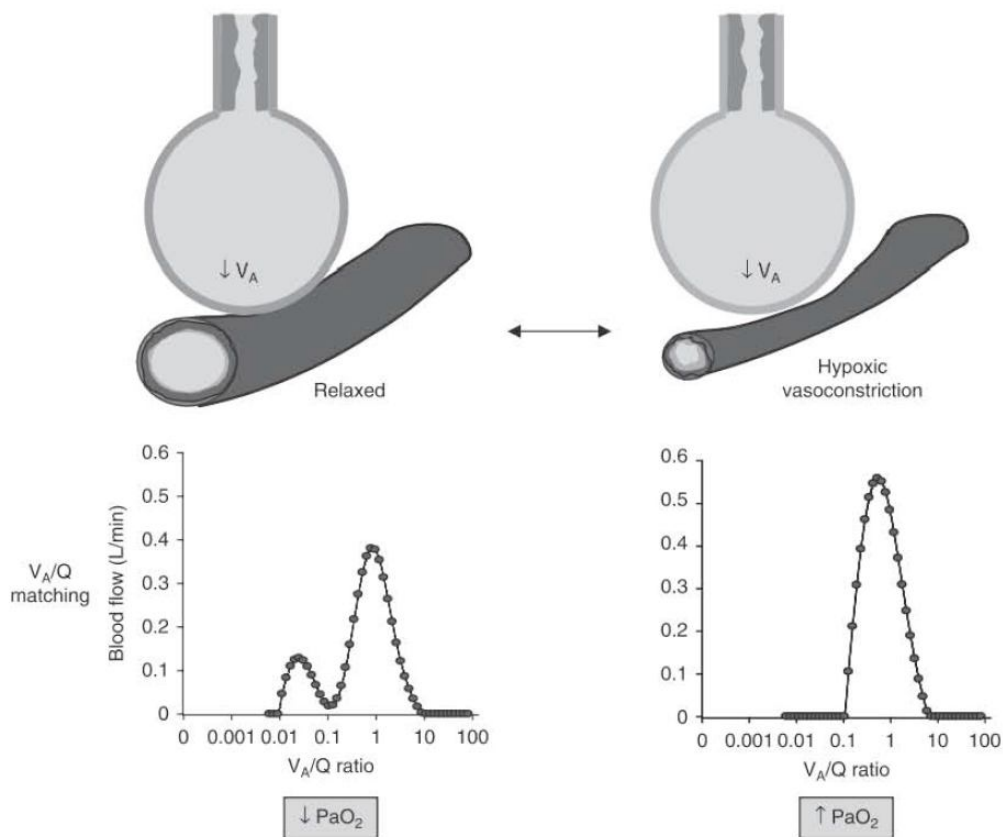 ↓ V_A
↓ V_A
Relaxed
Hypoxic
vasoconstriction
V_A/Q
matching
Blood flow (L/min)
0.6
0.5
0.4
0.3
0.2
0.1
0
0 0.001 0.01 0.1 1 10 100
V_A/Q ratio
↓ PaO₂
0.6
0.5
0.4
0.3
0.2
0.1
0
0 0.001 0.01 0.1 1 10 100
V_A/Q ratio
↑ PaO₂